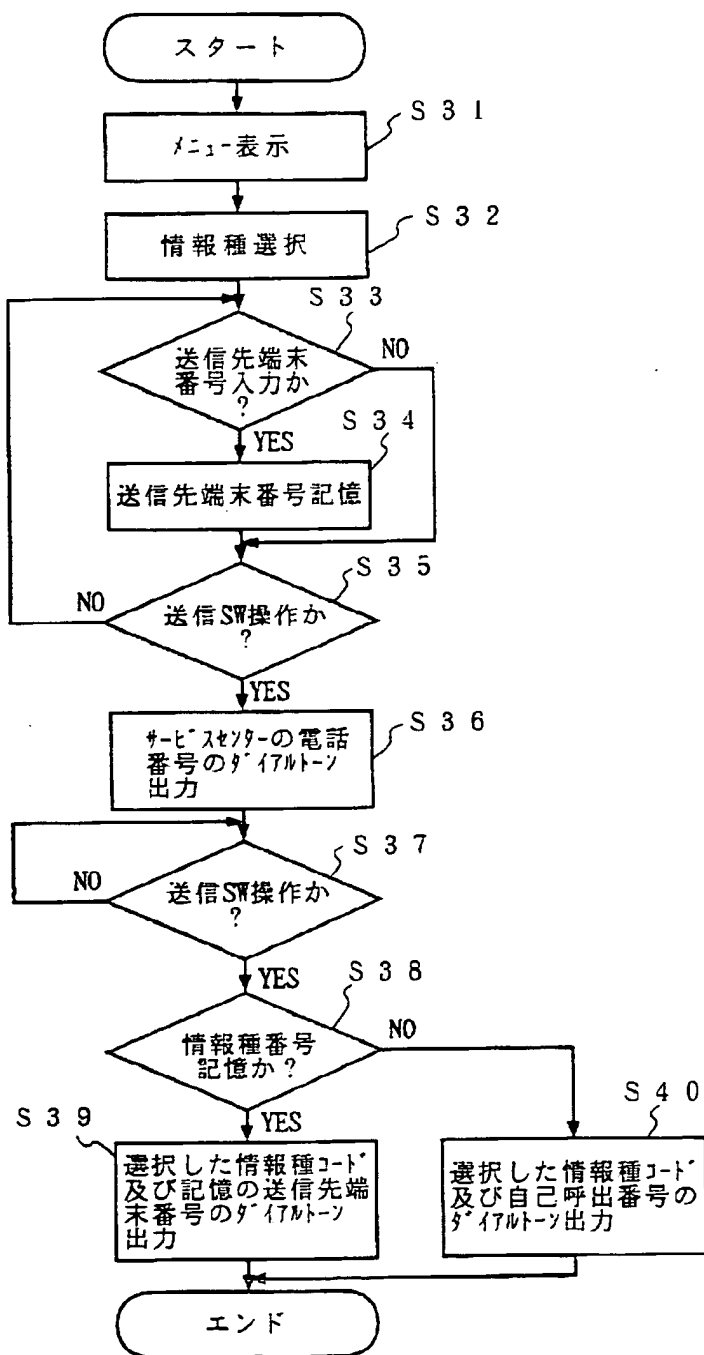 スタート
S31
メニュー表示
S32
情報種選択
S33
送信先端末
番号入力か
?
NO
YES
S34
送信先端末番号記憶
S35
送信SW操作か
?
NO
YES
S36
サービスセンターの電話
番号のダイアルトーン
出力
S37
送信SW操作か
?
NO
YES
S38
情報種番号
記憶か?
NO
YES
S39
選択した情報種コード
及び記憶の送信先端
末番号のダイアルトーン
出力
S40
選択した情報種コード
及び自己呼出番号の
ダイアルトーン出力
エンド